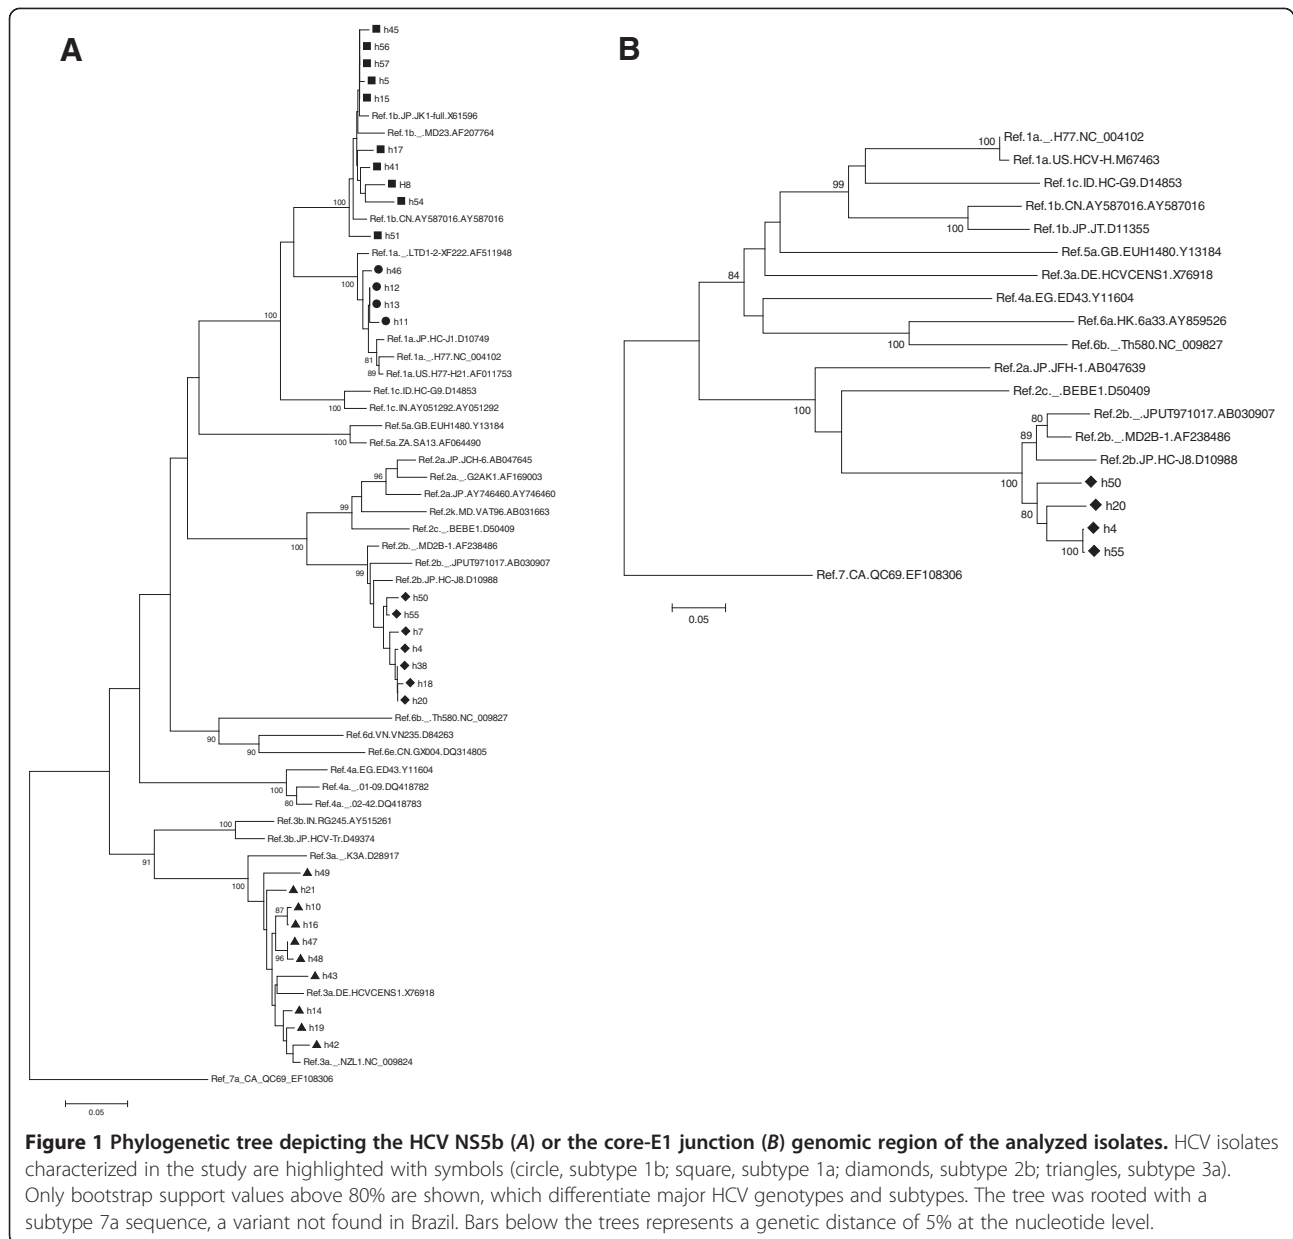 A
h45
h56
h57
h5
h15
Ref.1b.JP.JK1-full.X61596
Ref.1b._.MD23.AF207764
h17
h41
H8
h54
100
Ref.1b.CN.AY587016.AY587016
h51
Ref.1a._.LTD1-2-XF222.AF511948
h46
100
h12
h13
100
h11
Ref.1a.JP.HC-J1.D10749
81
Ref.1a._.H77.NC_004102
89
Ref.1a.US.H77-H21.AF011753
Ref.1c.ID.HC-G9.D14853
100
Ref.1c.IN.AY051292.AY051292
Ref.5a.GB.EUH1480.Y13184
100
Ref.5a.ZA.SA13.AF064490
Ref.2a.JP.JCH-6.AB047645
96
Ref.2a._.G2AK1.AF169003
Ref.2a.JP.AY746460.AY746460
99
Ref.2k.MD.VAT96.AB031663
Ref.2c._.BEBE1.D50409
100
Ref.2b._.MD2B-1.AF238486
Ref.2b._.JPUT971017.AB030907
99
Ref.2b.JP.HC-J8.D10988
h50
h55
h7
h4
h38
h18
h20
Ref.6b._.Th580.NC_009827
90
Ref.6d.VN.VN235.D84263
90
Ref.6e.CN.GX004.DQ314805
Ref.4a.EG.ED43.Y11604
100
Ref.4a._.01-09.DQ418782
80
Ref.4a._.02-42.DQ418783
Ref.3b.IN.RG245.AY515261
100
Ref.3b.JP.HCV-Tr.D49374
91
Ref.3a._.K3A.D28917
h49
100
h21
87
h10
h16
h47
96
h48
h43
Ref.3a.DE.HCVCENS1.X76918
h14
h19
h42
Ref.3a._.NZL1.NC_009824
Ref_7a_CA_QC69_EF108306
0.05
B
100
Ref.1a._.H77.NC_004102
Ref.1a.US.HCV-H.M67463
99
Ref.1c.ID.HC-G9.D14853
Ref.1b.CN.AY587016.AY587016
100
Ref.1b.JP.JT.D11355
Ref.5a.GB.EUH1480.Y13184
84
Ref.3a.DE.HCVCENS1.X76918
Ref.4a.EG.ED43.Y11604
Ref.6a.HK.6a33.AY859526
100
Ref.6b._.Th580.NC_009827
Ref.2a.JP.JFH-1.AB047639
Ref.2c._.BEBE1.D50409
100
80
Ref.2b._.JPUT971017.AB030907
89
Ref.2b._.MD2B-1.AF238486
Ref.2b.JP.HC-J8.D10988
100
h50
h20
80
h4
100
h55
Ref.7.CA.QC69.EF108306
0.05
Figure 1 Phylogenetic tree depicting the HCV NS5b (A) or the core-E1 junction (B) genomic region of the analyzed isolates. HCV isolates
characterized in the study are highlighted with symbols (circle, subtype 1b; square, subtype 1a; diamonds, subtype 2b; triangles, subtype 3a).
Only bootstrap support values above 80% are shown, which differentiate major HCV genotypes and subtypes. The tree was rooted with a
subtype 7a sequence, a variant not found in Brazil. Bars below the trees represents a genetic distance of 5% at the nucleotide level.